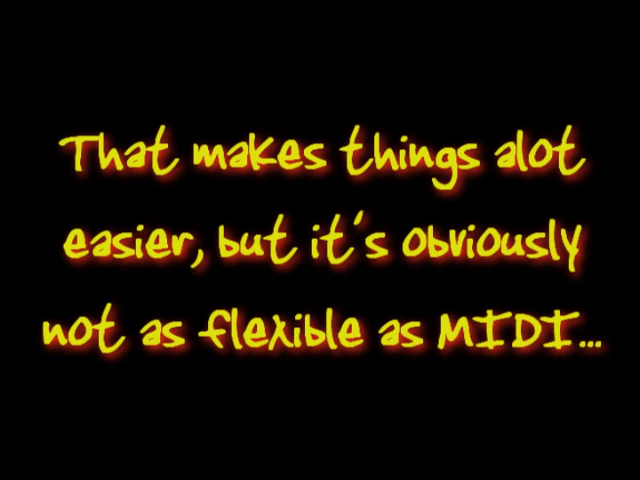 That makes things alot
easier, but it's obviously
not as flexible as MIDI...